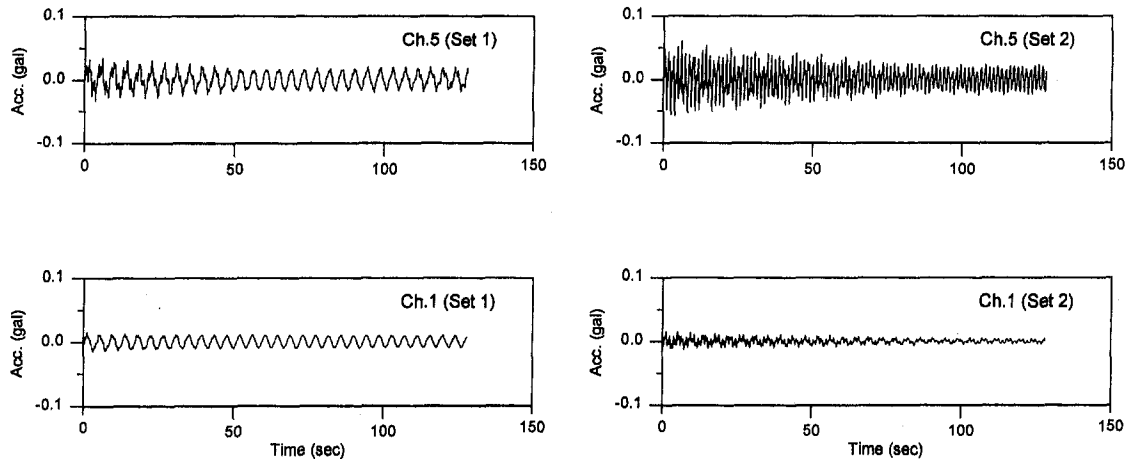 0.1
Ch.5 (Set 1)
Acc. (gal)
0.0
-0.1
0
50
100
150
0.1
Ch.5 (Set 2)
Acc. (gal)
0.0
-0.1
0
50
100
150
0.1
Ch.1 (Set 1)
Acc. (gal)
0.0
-0.1
0
50
100
150
Time (sec)
0.1
Ch.1 (Set 2)
Acc. (gal)
0.0
-0.1
0
50
100
150
Time (sec)